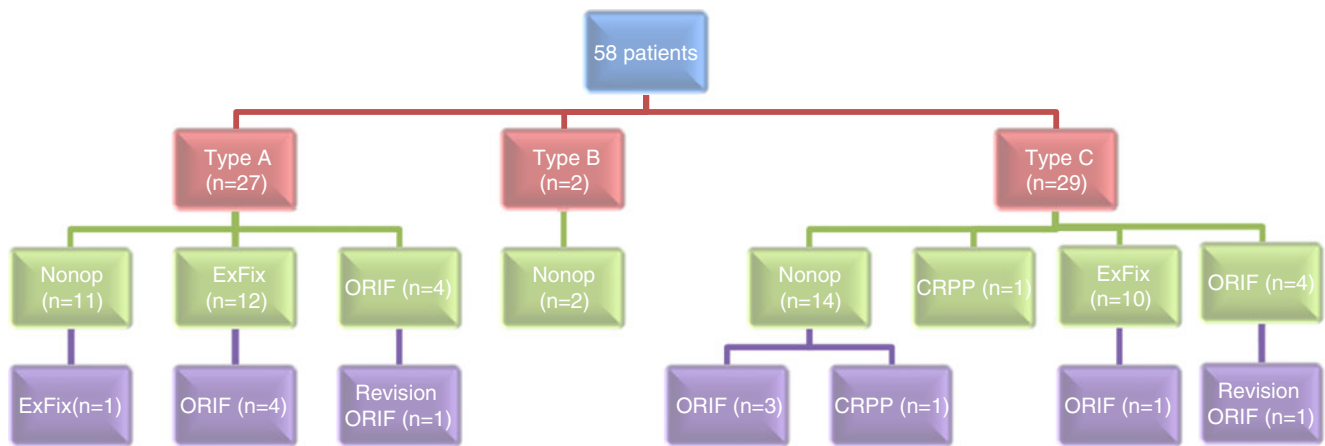 58 patients
Type A
(n=27)
Type B
(n=2)
Type C
(n=29)
Nonop
(n=11)
ExFix
(n=12)
ORIF (n=4)
Nonop
(n=2)
Nonop
(n=14)
CRPP (n=1)
ExFix
(n=10)
ORIF (n=4)
ExFix(n=1)
ORIF (n=4)
Revision
ORIF (n=1)
ORIF (n=3)
CRPP (n=1)
ORIF (n=1)
Revision
ORIF (n=1)